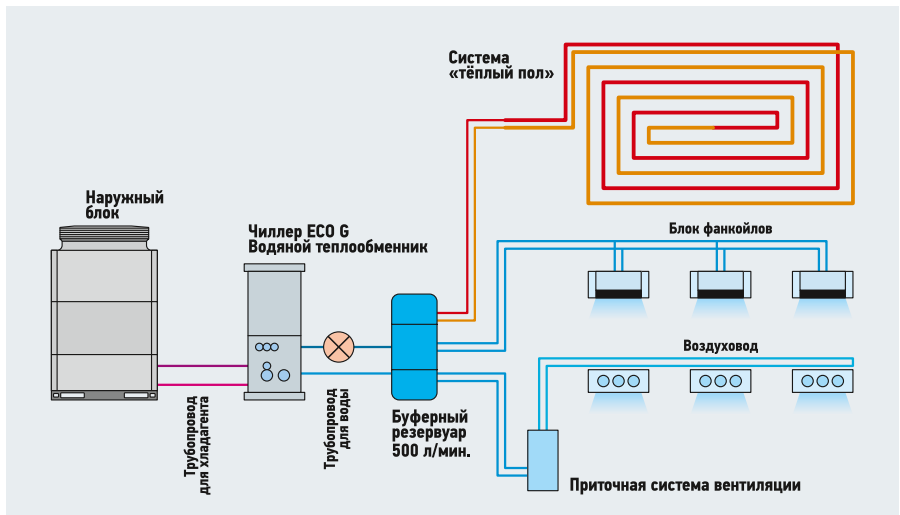 Система
«тёплый пол»
Наружный
блок
Чиллер ECO G
Водяной теплообменник
Блок фанкойлов
Воздуховод
Трубопровод
для хладагента
Трубопровод
для воды
Буферный
резервуар
500 л/мин.
Приточная система вентиляции